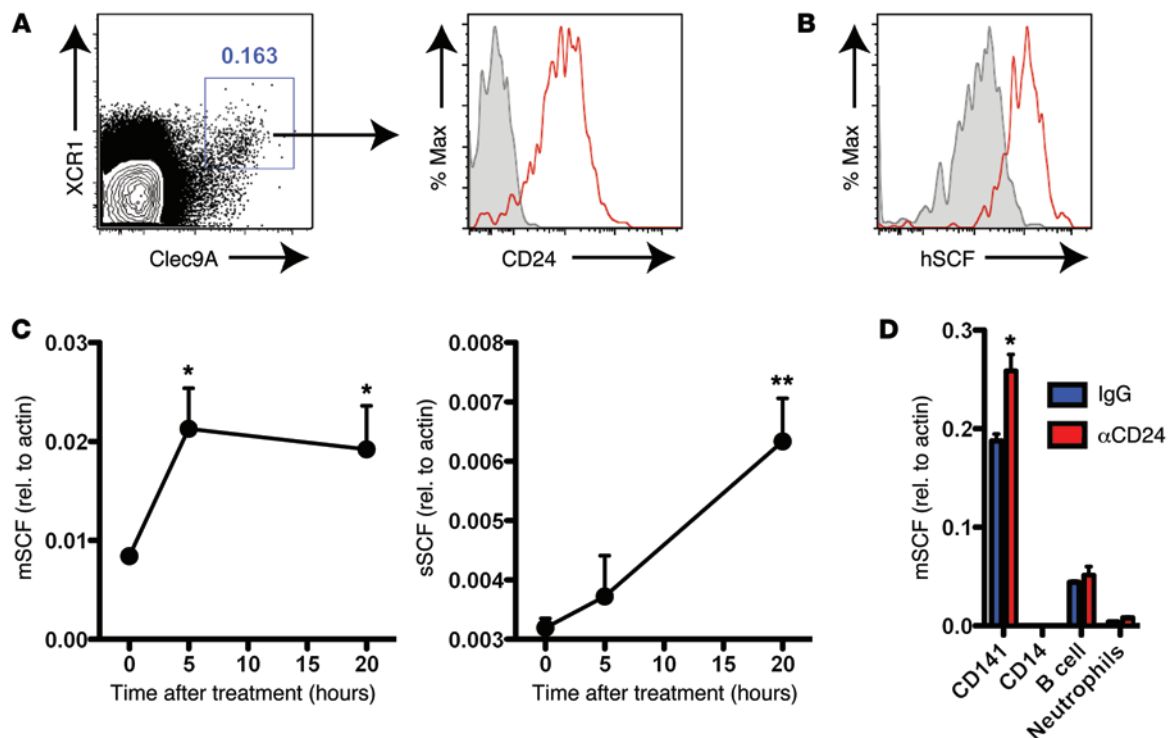 A
0.163
XCR1
Clec9A
% Max
CD24
B
% Max
hSCF
C
0.03
0.02
0.01
0.00
mSCF (rel. to actin)
*
*
0 5 10 15 20
Time after treatment (hours)
0.008
0.007
0.006
0.005
0.004
0.003
sSCF (rel. to actin)
**
0 5 10 15 20
Time after treatment (hours)
D
0.3
0.2
0.1
0.0
mSCF (rel. to actin)
*
IgG
αCD24
CD141
CD14
B cell
Neutrophils